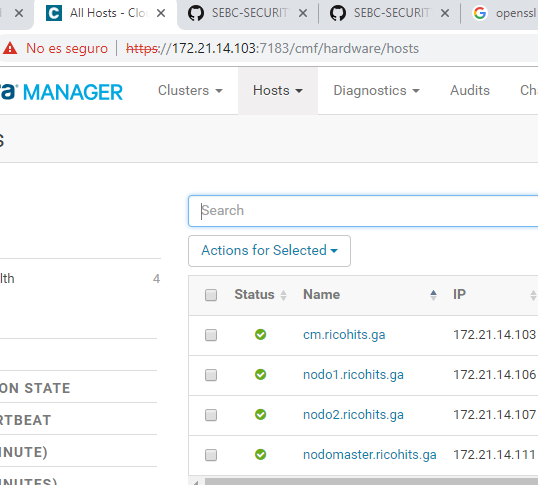 All Hosts - Clo
SEBC-SECURIT
SEBC-SECURIT
openssl
No es seguro | https://172.21.14.103:7183/cmf/hardware/hosts
MANAGER Clusters Hosts Diagnostics Audits
Search
Actions for Selected
lth 4
Status Name IP
cm.ricohits.ga 172.21.14.103
nodo1.ricohits.ga 172.21.14.106
ON STATE
nodo2.ricohits.ga 172.21.14.107
RTBEAT
nodomaster.ricohits.ga 172.21.14.111
INUTE)
INUTES)